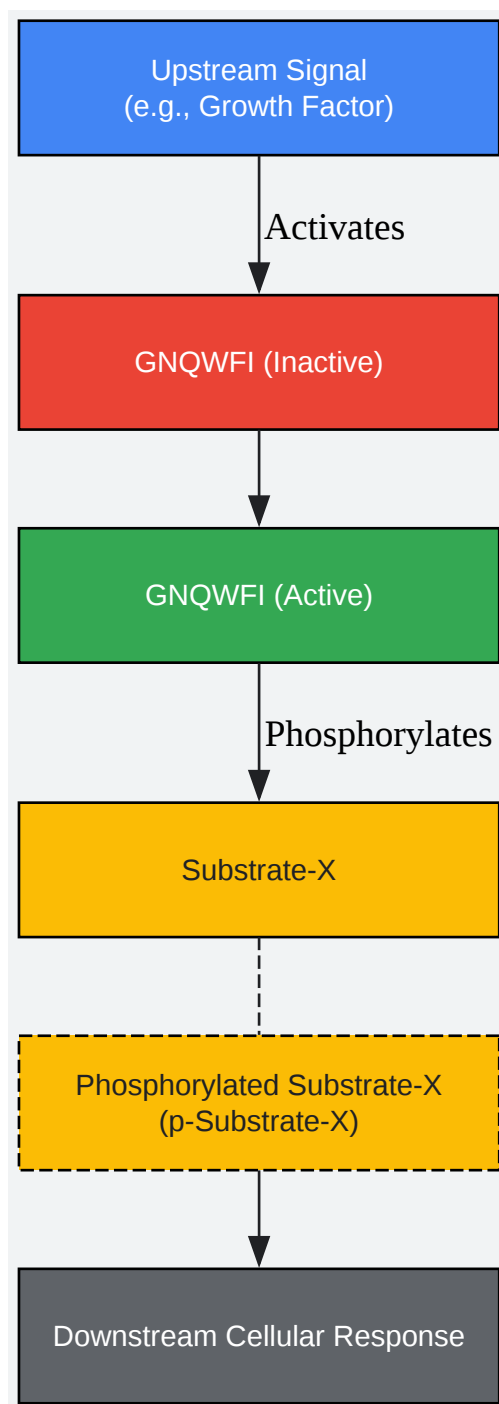 Upstream Signal
(e.g., Growth Factor)
Activates
GNQWFI (Inactive)
GNQWFI (Active)
Phosphorylates
Substrate-X
Phosphorylated Substrate-X
(p-Substrate-X)
Downstream Cellular Response